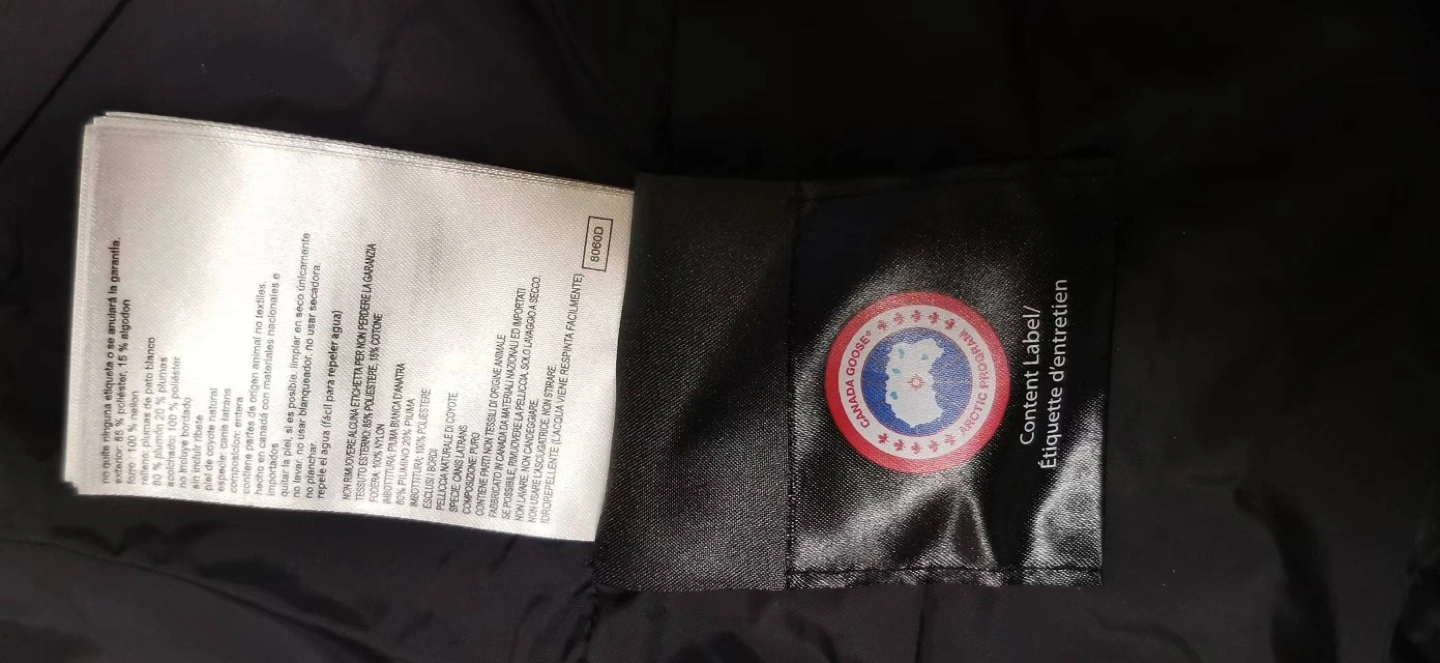 no quite ninguna etiqueta o se anulará la garantía.
exterior: 85 % poliéster, 15 % algodón
forro: 100 % nailon
relleno: plumas de pato blanco
80 % plumón 20 % plumas
acolchado: 100 % poliéster
no incluye bordado
sin incluir ribete
piel de coyote natural
especie: canis latrans
composición: entera
contiene partes de origen animal no textiles.
hecho en canadá con materiales nacionales e
importados
quitar la piel, si es posible. limpiar en seco únicamente
no lavar. no usar blanqueador. no usar secadora.
no planchar.
repele el agua (fácil para repeler agua)
NON RIMUOVERE ALCUNA ETICHETTA PER NON PERDERE LA GARANZIA
TESSUTO ESTERNO: 85% POLIESTERE, 15% COTONE
FODERA: 100% NYLON
IMBOTTITURA: PIUMA BIANCA D'ANATRA
80% PIUMINO 20% PIUMA
IMBOTTITURA: 100% POLIESTERE
ESCLUSI I BORDI
PELLICCIA NATURALE DI COYOTE
SPECIE: CANIS LATRANS
COMPOSIZIONE: PURO
CONTIENE PARTI NON TESSILI DI ORIGINE ANIMALE
FABBRICATO IN CANADA DA MATERIALI NAZIONALI ED IMPORTATI
SE POSSIBILE, RIMUOVERE LA PELLICCIA. SOLO LAVAGGIO A SECCO.
NON LAVARE. NON CANDEGGIARE.
NON USARE L'ASCIUGATRICE. NON STIRARE.
IDROREPELLENTE (L'ACQUA VIENE RESPINTA FACILMENTE)
8060D
CANADA GOOSE®
ARCTIC PROGRAM
Content Label/
Étiquette d'entretien